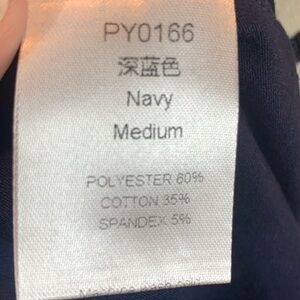 PY0166
深蓝色
Navy
Medium
POLYESTER 60%
COTTON 35%
SPANDEX 5%